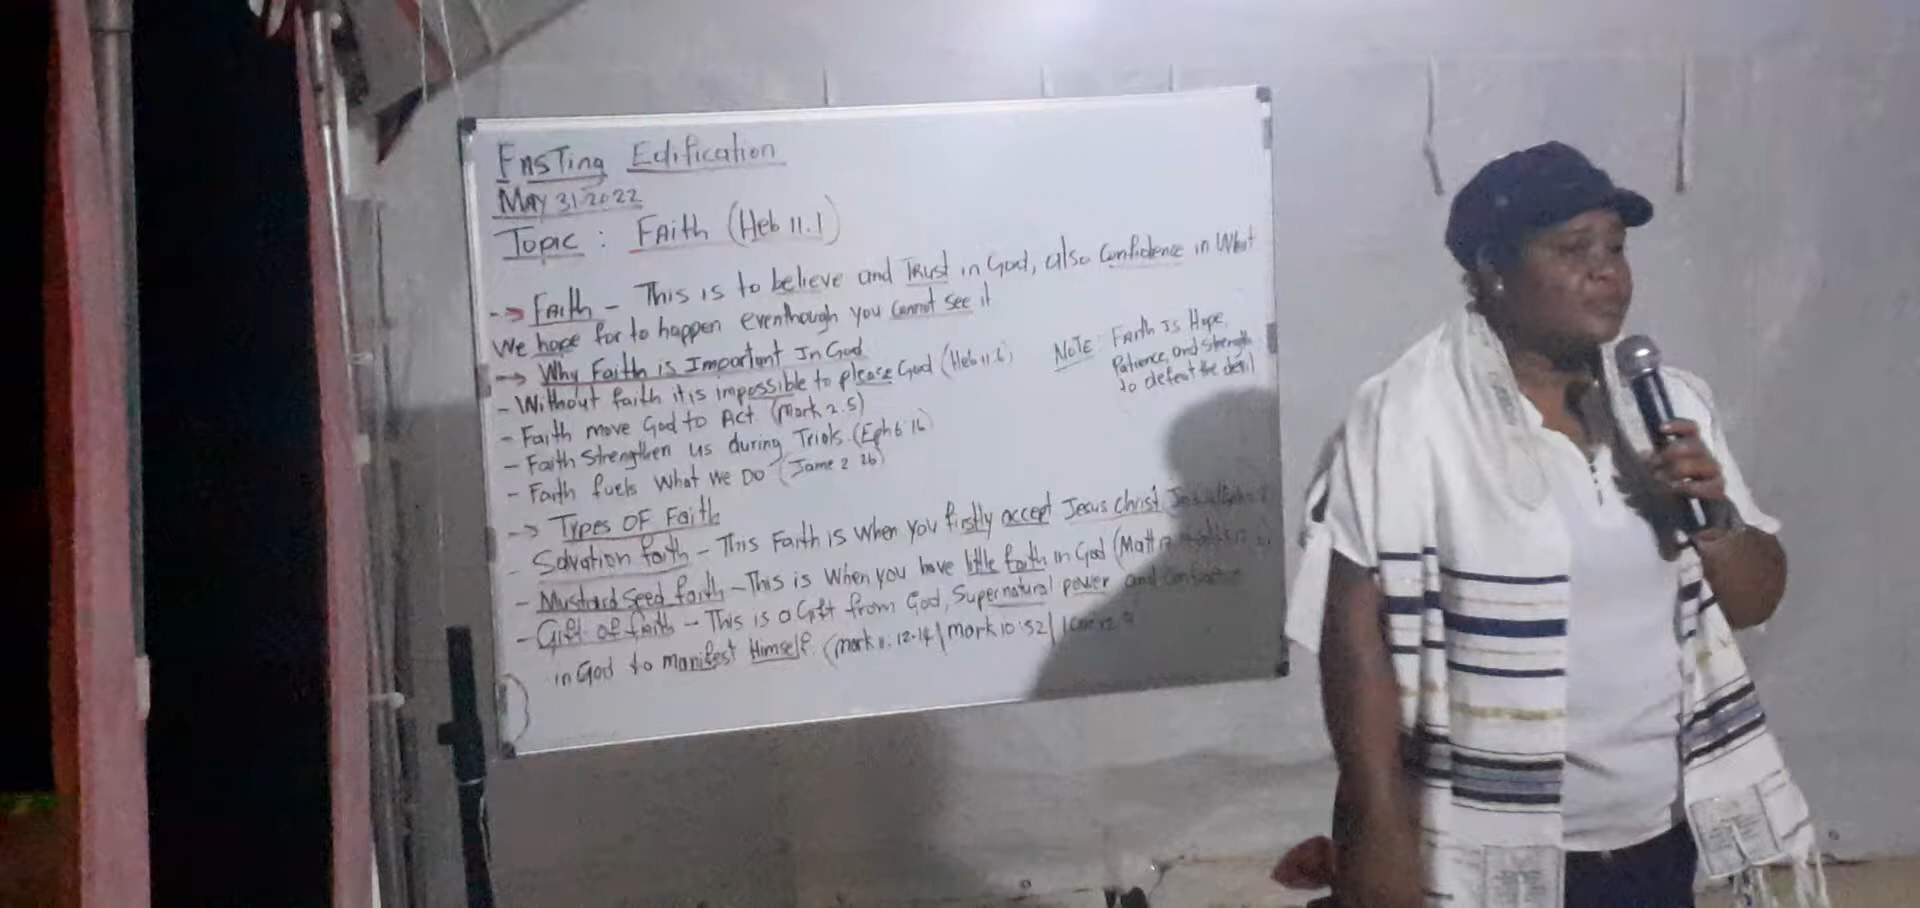 Fasting Edification
May 31 2022
Topic : Faith (Heb 11.1)
--> Faith - This is to believe and Trust in God, also Confidence in What
We hope for to happen eventhough you Cannot see it
--> Why Faith is Important In God
- Without faith it is impossible to please God (Heb 11.6)
- Faith move God to Act (Mark 2.5)
- Faith Strengthen us during Trials (Eph 6 16)
- Faith fuels What We Do (Jame 2 26)
NOTE: Faith Is Hope,
Patience, and Strength
to defeat the devil
--> Types Of Faith
- Salvation faith - This Faith is When You firstly accept Jesus Christ
- Mustard Seed faith - This is When you have little faith in God (Matt 17
- Gift of faith - This is a Gift from God, Supernatural power and
in God to manifest Himself. (Mark 11.12-14 | Mark 10:52 |